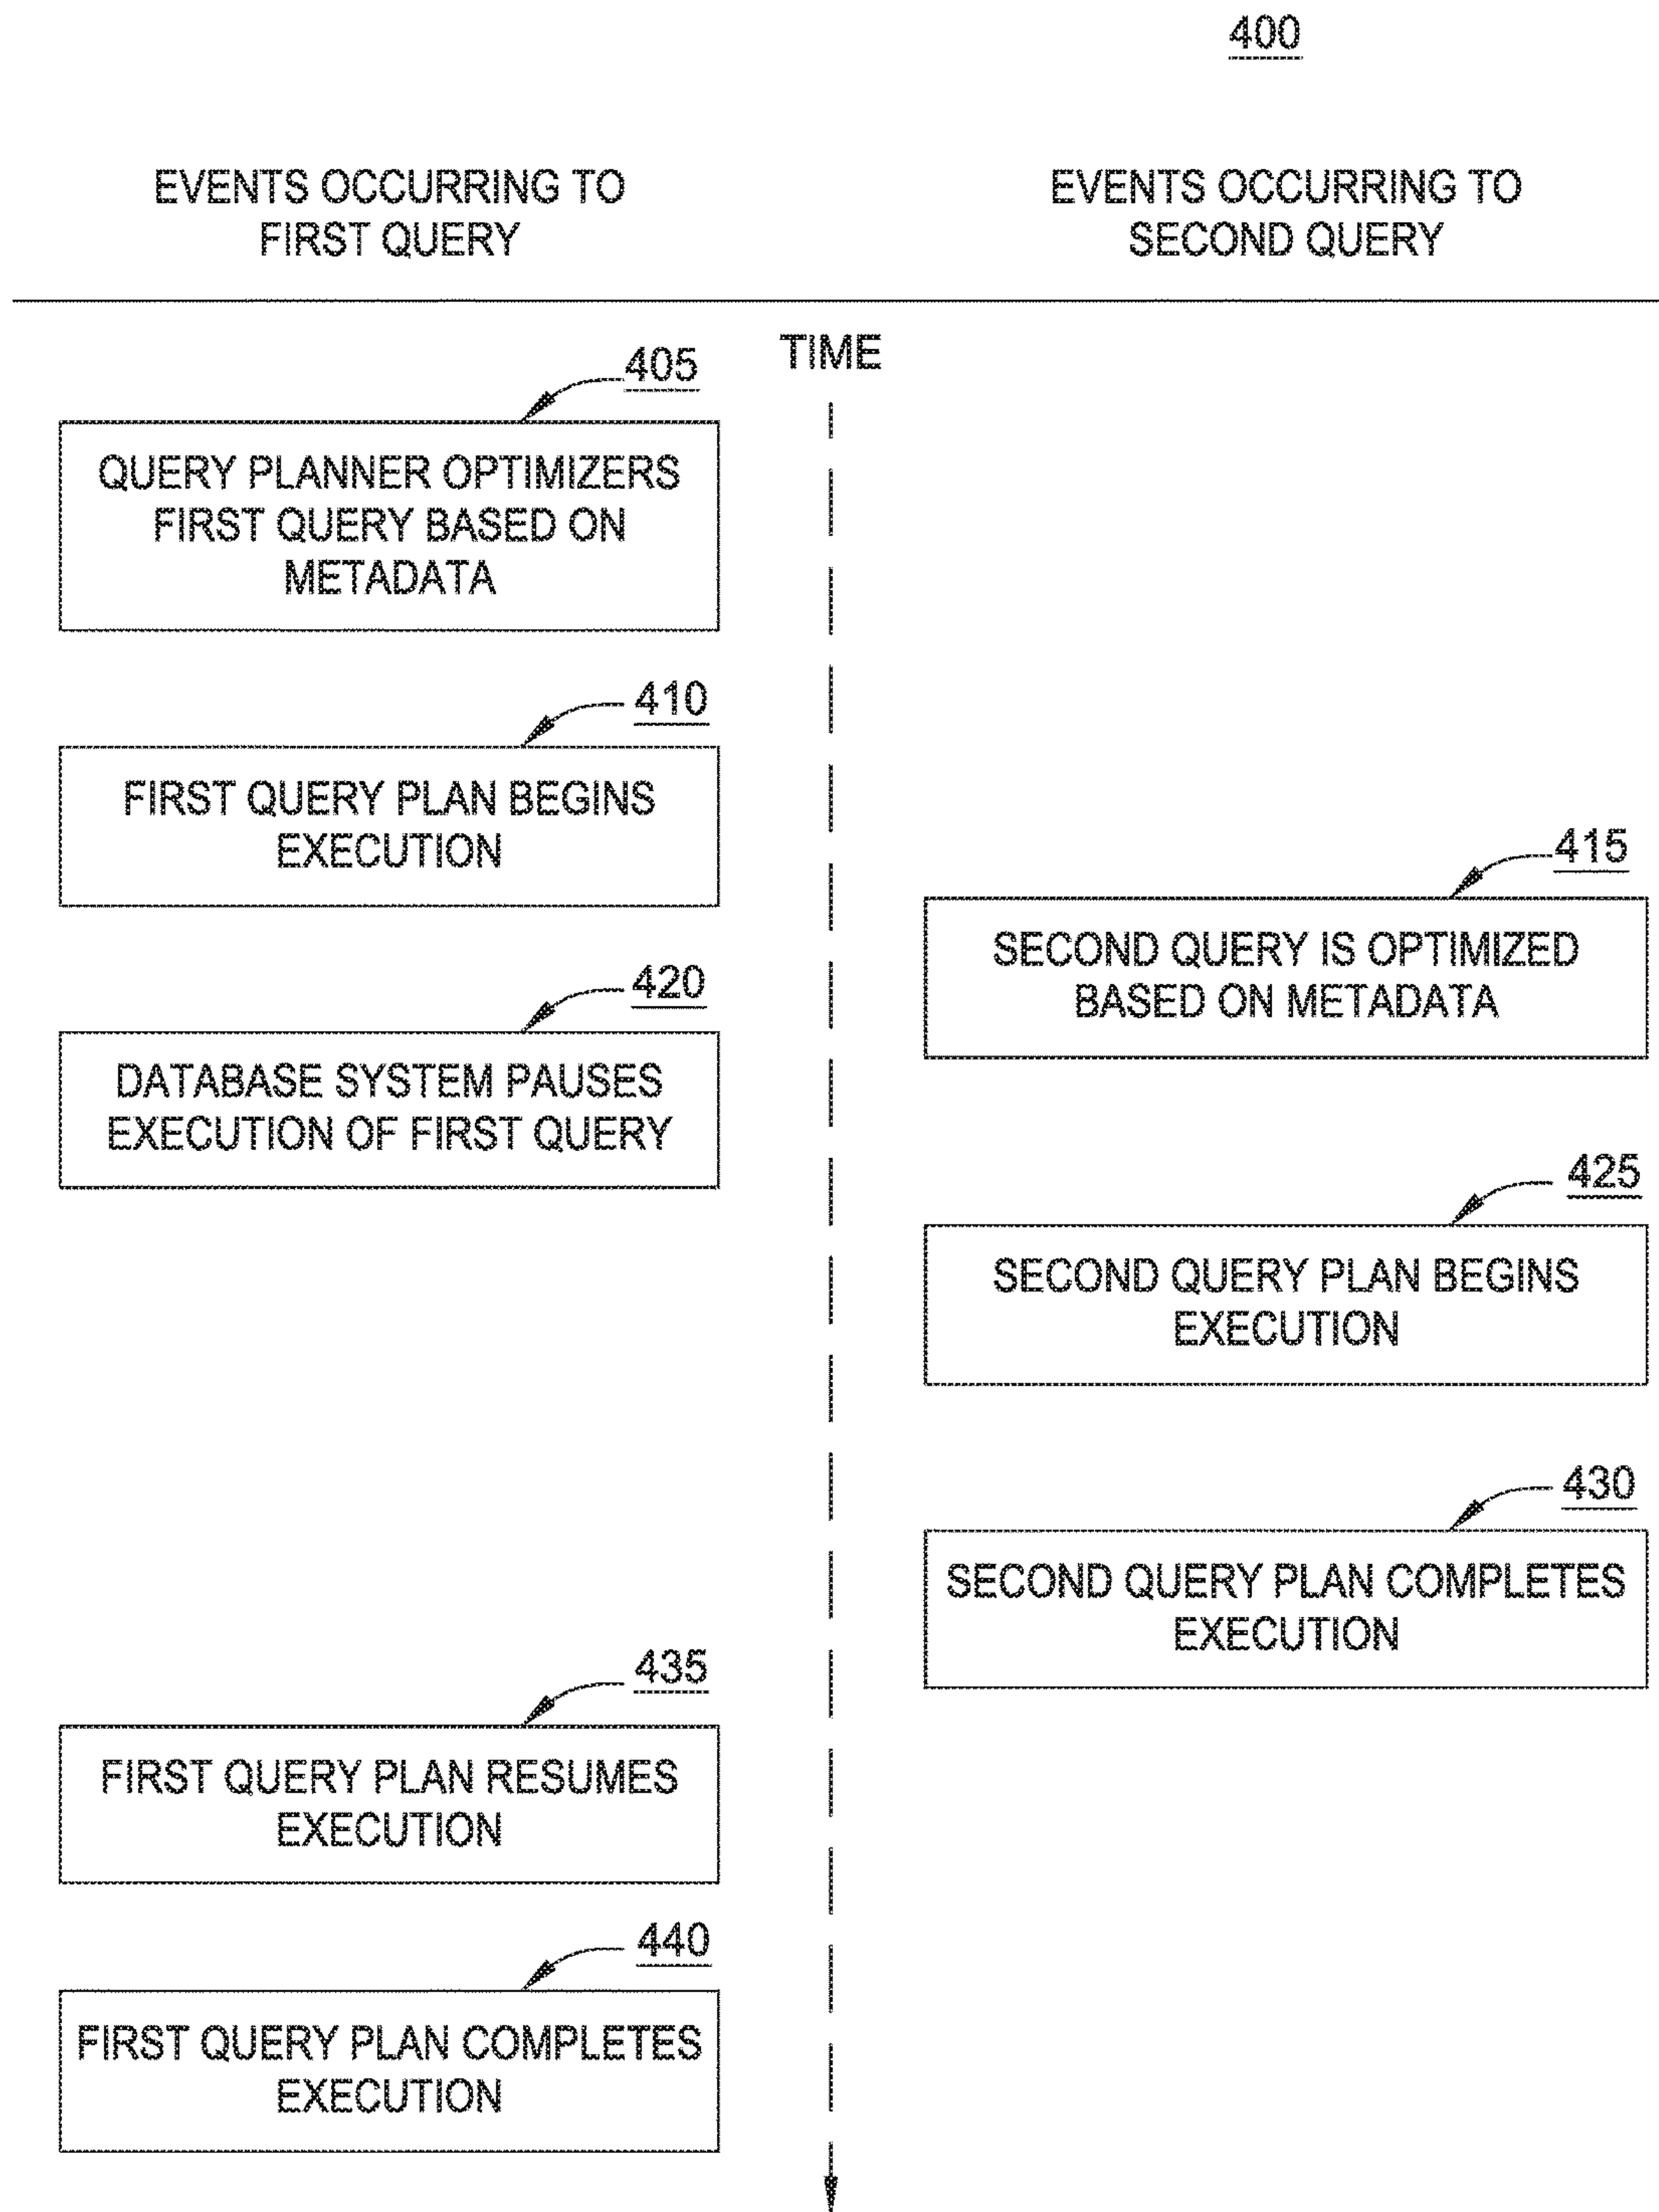 400
EVENTS OCCURRING TO
FIRST QUERY
EVENTS OCCURRING TO
SECOND QUERY
TIME
405
QUERY PLANNER OPTIMIZERS
FIRST QUERY BASED ON
METADATA
410
FIRST QUERY PLAN BEGINS
EXECUTION
415
SECOND QUERY IS OPTIMIZED
BASED ON METADATA
420
DATABASE SYSTEM PAUSES
EXECUTION OF FIRST QUERY
425
SECOND QUERY PLAN BEGINS
EXECUTION
430
SECOND QUERY PLAN COMPLETES
EXECUTION
435
FIRST QUERY PLAN RESUMES
EXECUTION
440
FIRST QUERY PLAN COMPLETES
EXECUTION